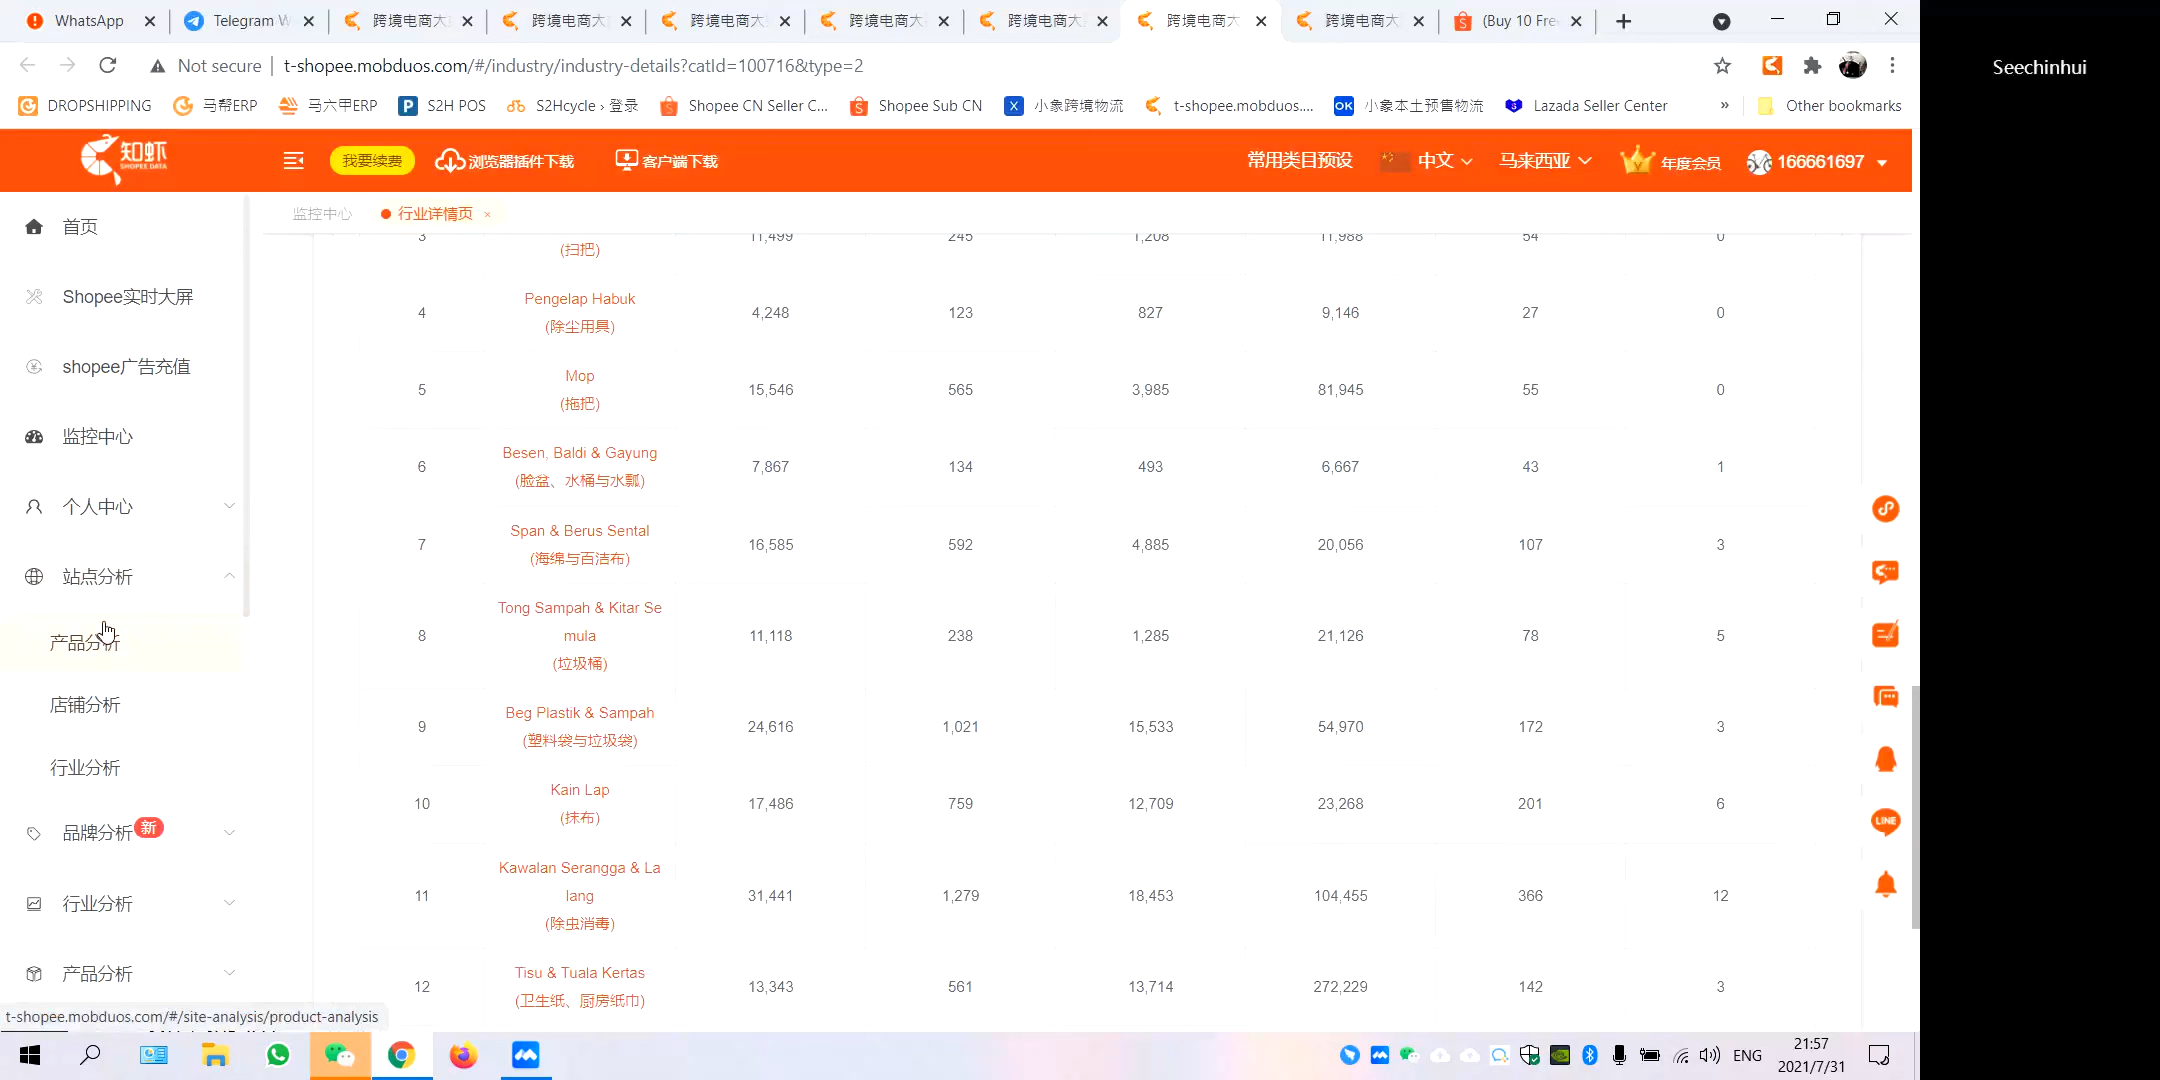 WhatsApp
Telegram W
跨境电商大
跨境电商大
跨境电商大
跨境电商大
跨境电商大
跨境电商大
跨境电商大
(Buy 10 Fre
Seechinhui
Not secure
t-shopee.mobduos.com/#/industry/industry-details?catId=100716&type=2
DROPSHIPPING
马帮ERP
马六甲ERP
S2H POS
S2Hcycle › 登录
Shopee CN Seller C...
Shopee Sub CN
小象跨境物流
t-shopee.mobduos....
OK
小象本土预售物流
Lazada Seller Center
»
Other bookmarks
知虾
SHOPEE DATA
我要续费
浏览器插件下载
客户端下载
常用类目预设
中文
马来西亚
年度会员
166661697
监控中心
行业详情页
首页
Shopee实时大屏
shopee广告充值
监控中心
个人中心
站点分析
产品分析
店铺分析
行业分析
品牌分析
新
行业分析
产品分析
3 (扫把) 11,499 245 1,208 11,988 54 0
4 Pengelap Habuk 4,248 123 827 9,146 27 0
(除尘用具)
5 Mop 15,546 565 3,985 81,945 55 0
(拖把)
6 Besen, Baldi & Gayung 7,867 134 493 6,667 43 1
(脸盆、水桶与水瓢)
7 Span & Berus Sental 16,585 592 4,885 20,056 107 3
(海绵与百洁布)
8 Tong Sampah & Kitar Se
mula 11,118 238 1,285 21,126 78 5
(垃圾桶)
9 Beg Plastik & Sampah 24,616 1,021 15,533 54,970 172 3
(塑料袋与垃圾袋)
10 Kain Lap 17,486 759 12,709 23,268 201 6
(抹布)
11 Kawalan Serangga & La
lang 31,441 1,279 18,453 104,455 366 12
(除虫消毒)
12 Tisu & Tuala Kertas 13,343 561 13,714 272,229 142 3
(卫生纸、厨房纸巾)
LINE
t-shopee.mobduos.com/#/site-analysis/product-analysis
ENG
21:57
2021/7/31